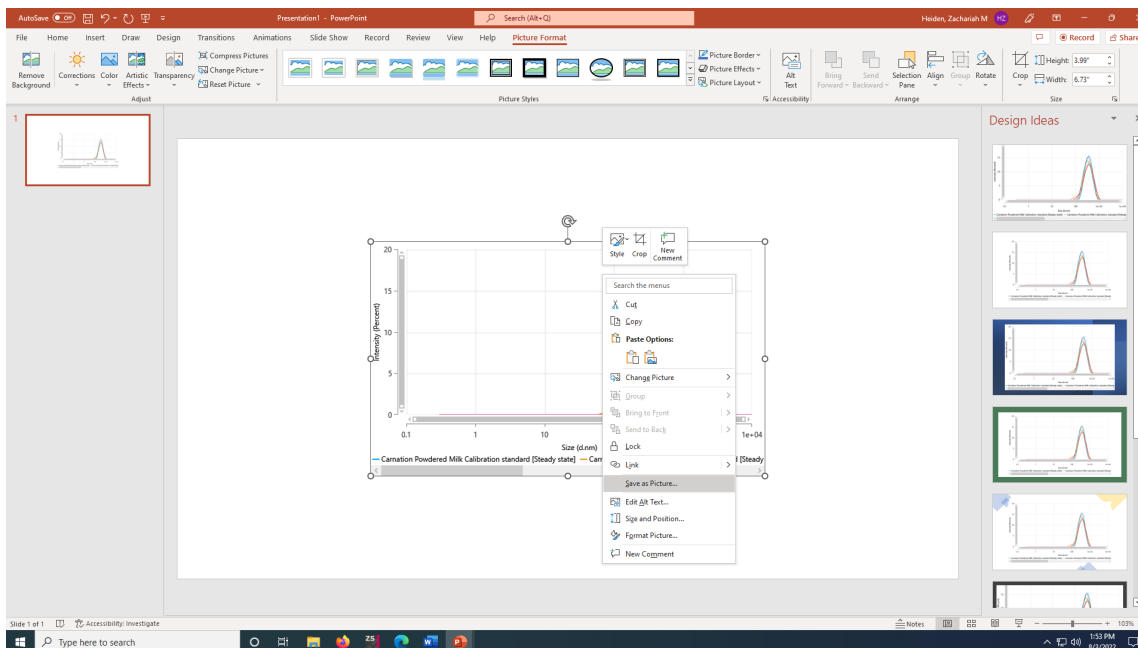 AutoSave Off Presentation1 - PowerPoint Search (Alt+Q) Heiden, Zachariah M HZ
File Home Insert Draw Design Transitions Animations Slide Show Record Review View Help Picture Format Record Share
Remove Background
Corrections
Color
Artistic Effects
Transparency
Compress Pictures
Change Picture
Reset Picture
Adjust
Picture Styles
Picture Border
Picture Effects
Picture Layout
Alt Text
Accessibility
Bring Forward
Send Backward
Selection Pane
Align
Group
Rotate
Arrange
Crop
Height: 3.99"
Width: 6.73"
Size
1
Design Ideas
Style
Crop
New Comment
Search the menus
Cut
Copy
Paste Options:
Change Picture
Group
Bring to Front
Send to Back
Lock
Link
Save as Picture...
Edit Alt Text...
Size and Position...
Format Picture...
New Comment
20
15
10
5
0
Intensity (Percent)
0.1 1 10 1e+04
Size (d.nm)
Carnation Powdered Milk Calibration standard [Steady state] Car d [Steady
Slide 1 of 1 Accessibility: Investigate Notes 103%
Type here to search ZS 1:53 PM
8/3/2022